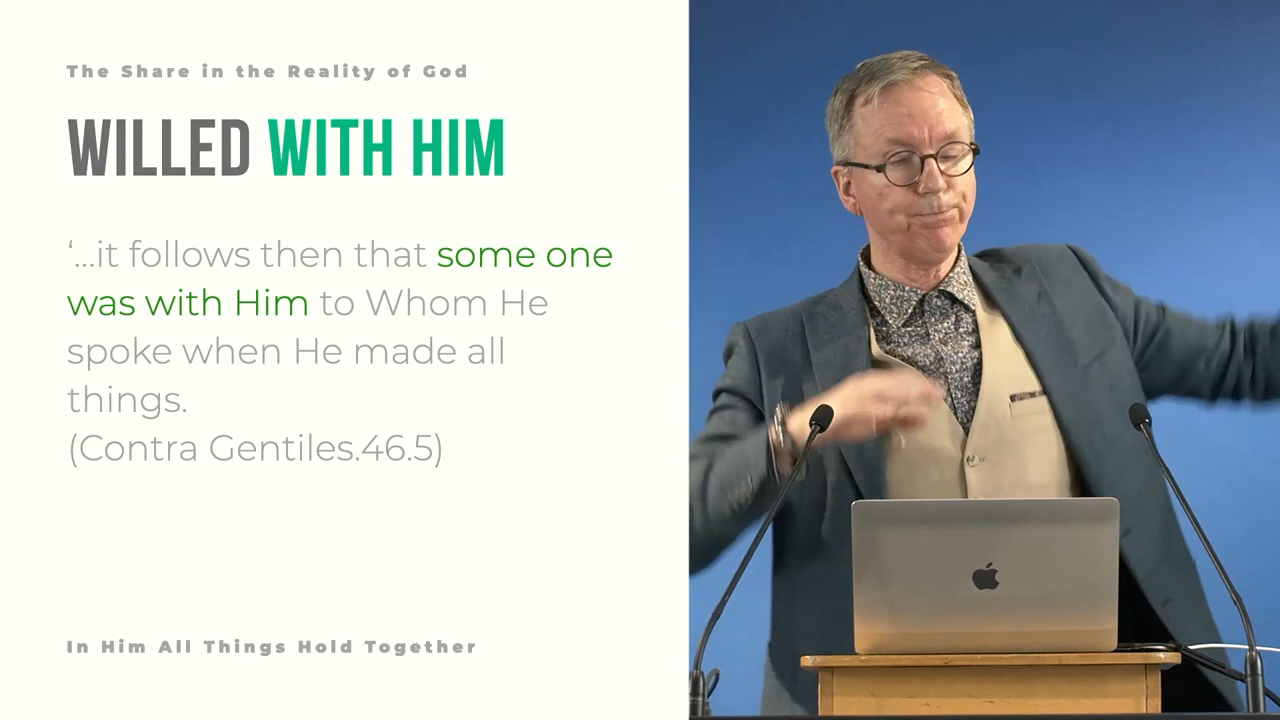 The Share in the Reality of God
WILLED WITH HIM
‘...it follows then that some one
was with Him to Whom He
spoke when He made all
things.
(Contra Gentiles.46.5)
In Him All Things Hold Together